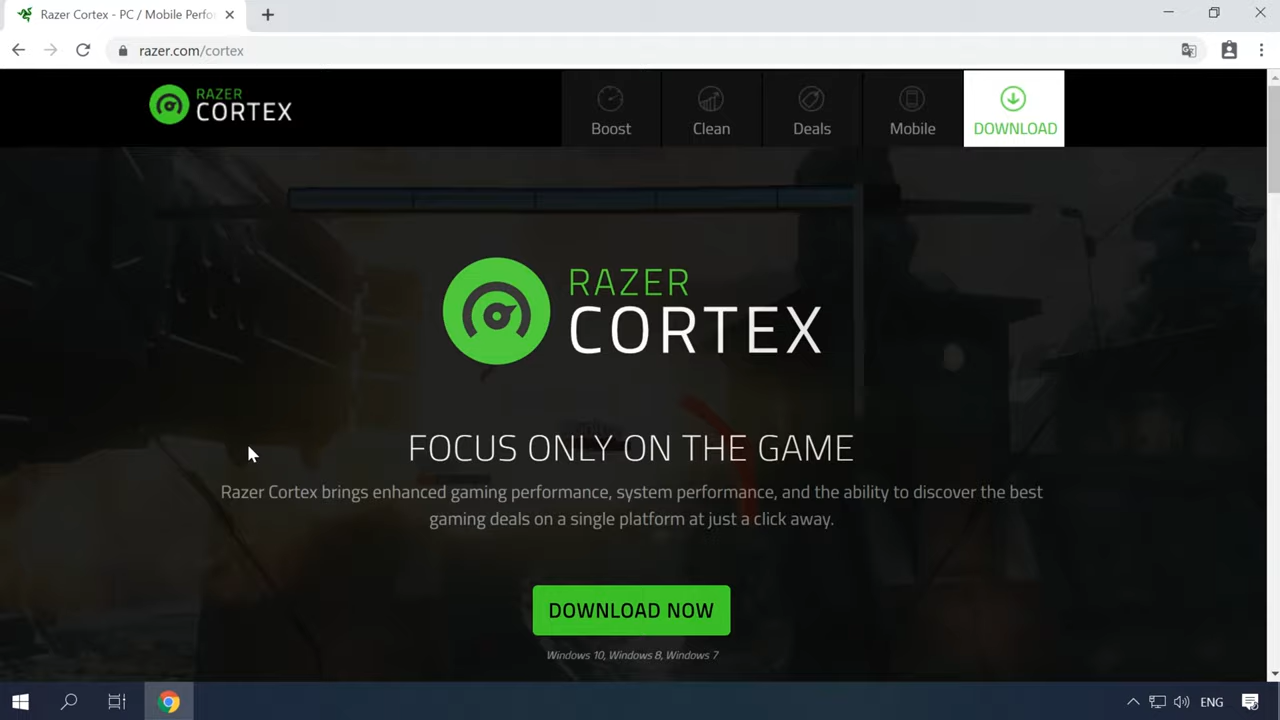 Razer Cortex - PC / Mobile Perfo
razer.com/cortex
RAZER
CORTEX
Boost
Clean
Deals
Mobile
DOWNLOAD
RAZER
CORTEX
FOCUS ONLY ON THE GAME
Razer Cortex brings enhanced gaming performance, system performance, and the ability to discover the best
gaming deals on a single platform at just a click away.
DOWNLOAD NOW
Windows 10, Windows 8, Windows 7
ENG